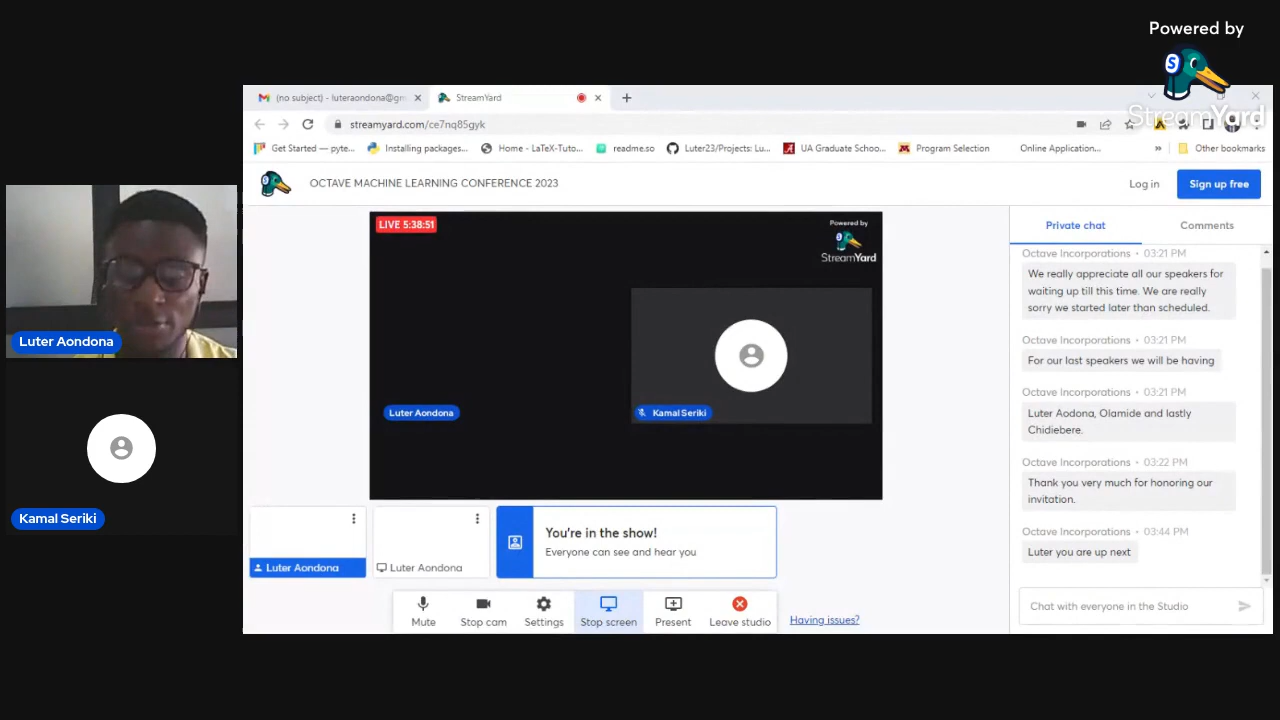 Powered by
StreamYard
(no subject) - luteraondona@gm
StreamYard
streamyard.com/ce7nq85gyk
Get Started — pyte...
Installing packages...
Home - LaTeX-Tuto...
readme.so
Luter23/Projects: Lu...
UA Graduate Schoo...
Program Selection
Online Application...
»
Other bookmarks
OCTAVE MACHINE LEARNING CONFERENCE 2023
Log in
Sign up free
LIVE 5:38:51
Powered by
StreamYard
Luter Aondona
Kamal Seriki
Luter Aondona
Kamal Seriki
Luter Aondona
Luter Aondona
You're in the show!
Everyone can see and hear you
Mute
Stop cam
Settings
Stop screen
Present
Leave studio
Having issues?
Private chat
Comments
Octave Incorporations • 03:21 PM
We really appreciate all our speakers for
waiting up till this time. We are really
sorry we started later than scheduled.
Octave Incorporations • 03:21 PM
For our last speakers we will be having
Octave Incorporations • 03:21 PM
Luter Aodona, Olamide and lastly
Chidiebere.
Octave Incorporations • 03:22 PM
Thank you very much for honoring our
invitation.
Octave Incorporations • 03:44 PM
Luter you are up next
Chat with everyone in the Studio